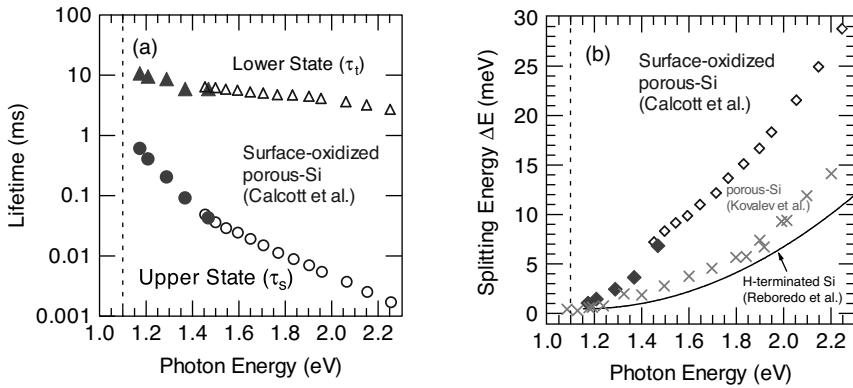 (a)
Lower State (τt)
Surface-oxidized
porous-Si
(Calcott et al.)
Upper State (τs)
Lifetime (ms)
100
10
1
0.1
0.01
0.001
1.0 1.2 1.4 1.6 1.8 2.0 2.2
Photon Energy (eV)
(b)
Surface-oxidized
porous-Si
(Calcott et al.)
porous-Si
(Kovalev et al.)
H-terminated Si
(Reboredo et al.)
Splitting Energy ΔE (meV)
30
25
20
15
10
5
0
1.0 1.2 1.4 1.6 1.8 2.0 2.2
Photon Energy (eV)